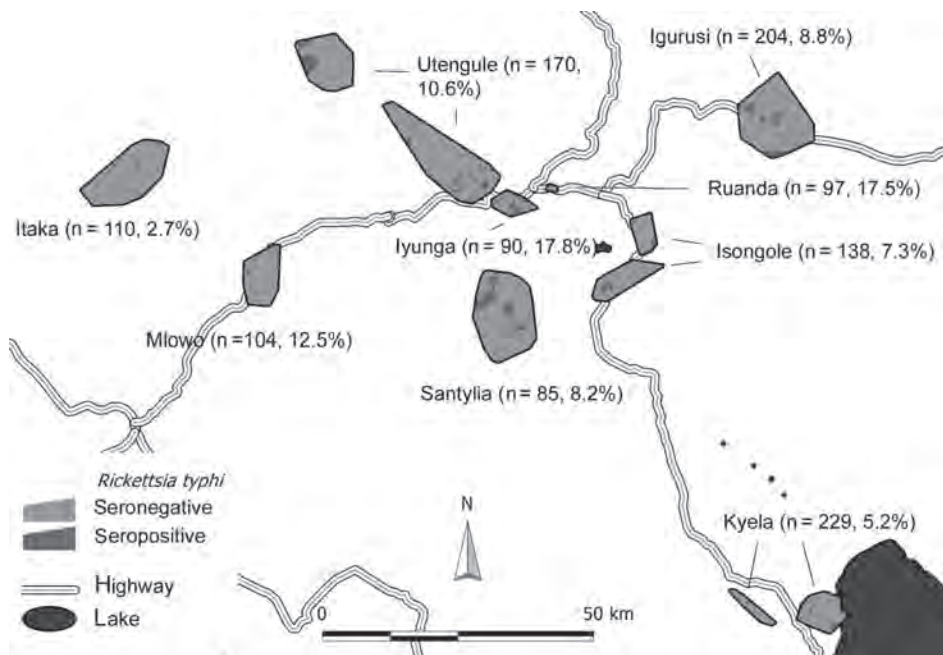 Igurusi (n = 204, 8.8%)
Utengule (n = 170,
10.6%)
Ruanda (n = 97, 17.5%)
Itaka (n = 110, 2.7%)
Iyunga (n = 90, 17.8%)
Isongole (n = 138, 7.3%)
Mlowo (n =104, 12.5%)
Santylia (n = 85, 8.2%)
Rickettsia typhi
Seronegative
Seropositive
Highway
Lake
N
Kyela (n = 229, 5.2%)
0
50 km